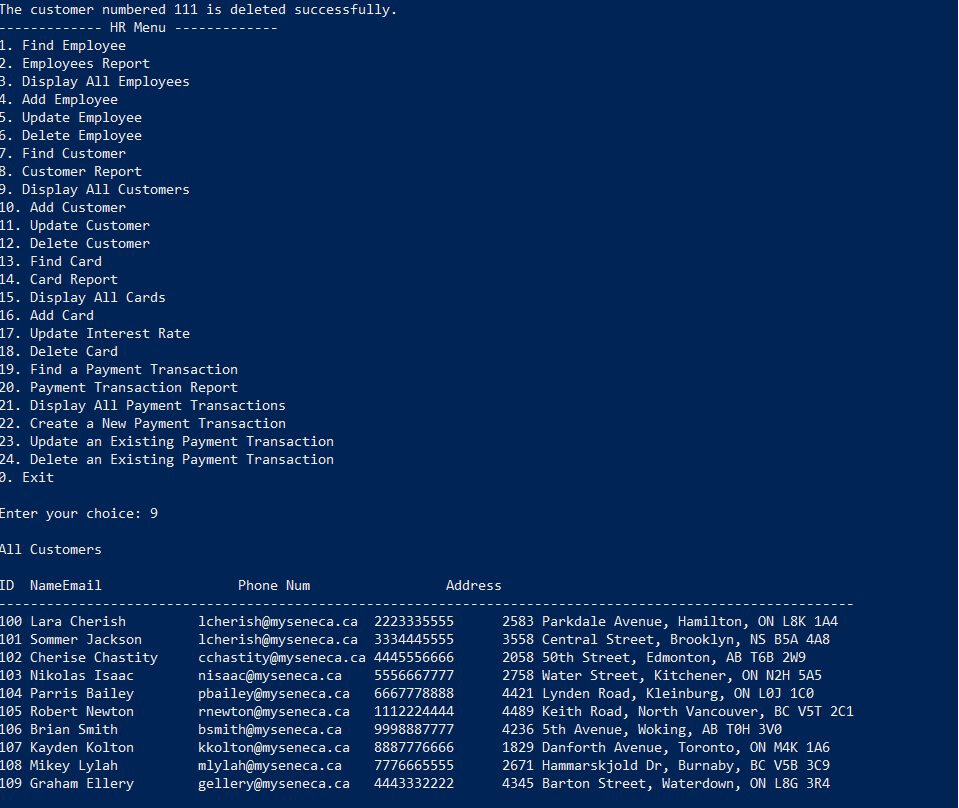 The customer numbered 111 is deleted successfully.
------------- HR Menu -------------
1. Find Employee
2. Employees Report
3. Display All Employees
4. Add Employee
5. Update Employee
6. Delete Employee
7. Find Customer
8. Customer Report
9. Display All Customers
10. Add Customer
11. Update Customer
12. Delete Customer
13. Find Card
14. Card Report
15. Display All Cards
16. Add Card
17. Update Interest Rate
18. Delete Card
19. Find a Payment Transaction
20. Payment Transaction Report
21. Display All Payment Transactions
22. Create a New Payment Transaction
23. Update an Existing Payment Transaction
24. Delete an Existing Payment Transaction
0. Exit
Enter your choice: 9
All Customers
ID  NameEmail                 Phone Num                 Address
-----------------------------------------------------------------------------------------------------------
100 Lara Cherish         lcherish@myseneca.ca  2223335555      2583 Parkdale Avenue, Hamilton, ON L8K 1A4
101 Sommer Jackson       lcherish@myseneca.ca  3334445555      3558 Central Street, Brooklyn, NS B5A 4A8
102 Cherise Chastity     cchastity@myseneca.ca 4445556666      2058 50th Street, Edmonton, AB T6B 2W9
103 Nikolas Isaac        nisaac@myseneca.ca    5556667777      2758 Water Street, Kitchener, ON N2H 5A5
104 Parris Bailey        pbailey@myseneca.ca   6667778888      4421 Lynden Road, Kleinburg, ON L0J 1C0
105 Robert Newton        rnewton@myseneca.ca   1112224444      4489 Keith Road, North Vancouver, BC V5T 2C1
106 Brian Smith          bsmith@myseneca.ca    9998887777      4236 5th Avenue, Woking, AB T0H 3V0
107 Kayden Kolton        kkolton@myseneca.ca   8887776666      1829 Danforth Avenue, Toronto, ON M4K 1A6
108 Mikey Lylah          mlylah@myseneca.ca    7776665555      2671 Hammarskjold Dr, Burnaby, BC V5B 3C9
109 Graham Ellery        gellery@myseneca.ca   4443332222      4345 Barton Street, Waterdown, ON L8G 3R4